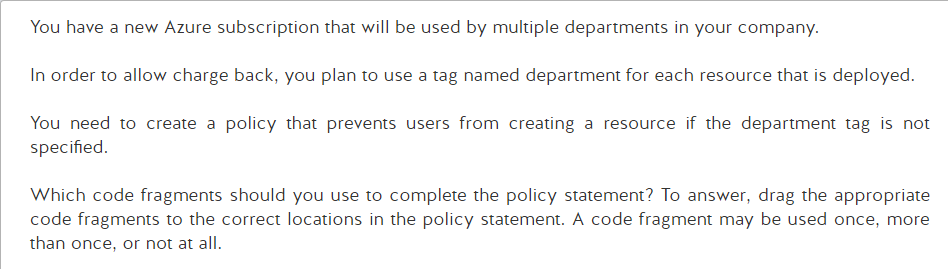 You have a new Azure subscription that will be used by multiple departments in your company.
In order to allow charge back, you plan to use a tag named department for each resource that is deployed.
You need to create a policy that prevents users from creating a resource if the department tag is not
specified.
Which code fragments should you use to complete the policy statement? To answer, drag the appropriate
code fragments to the correct locations in the policy statement. A code fragment may be used once, more
than once, or not at all.